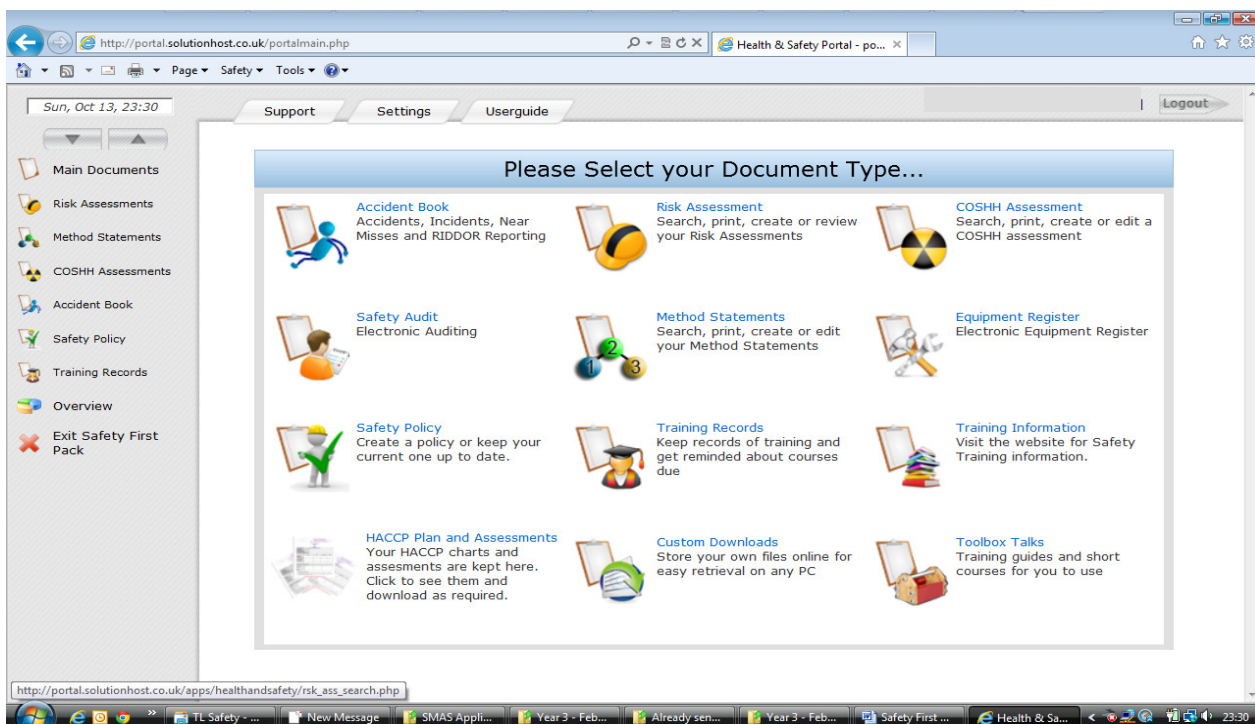 http://portal.solutionhost.co.uk/portalmain.php
Health & Safety Portal - po...
Page
Safety
Tools
Sun, Oct 13, 23:30
Support
Settings
Userguide
|
Logout
Main Documents
Risk Assessments
Method Statements
COSHH Assessments
Accident Book
Safety Policy
Training Records
Overview
Exit Safety First
Pack
Please Select your Document Type...
Accident Book
Accidents, Incidents, Near
Misses and RIDDOR Reporting
Risk Assessment
Search, print, create or review
your Risk Assessments
COSHH Assessment
Search, print, create or edit a
COSHH assessment
Safety Audit
Electronic Auditing
Method Statements
Search, print, create or edit
your Method Statements
1
2
3
Equipment Register
Electronic Equipment Register
Safety Policy
Create a policy or keep your
current one up to date.
Training Records
Keep records of training and
get reminded about courses
due
Training Information
Visit the website for Safety
Training information.
HACCP Plan and Assessments
Your HACCP charts and
assesments are kept here.
Click to see them and
download as required.
Custom Downloads
Store your own files online for
easy retrieval on any PC
Toolbox Talks
Training guides and short
courses for you to use
http://portal.solutionhost.co.uk/apps/healthandsafety/rsk_ass_search.php
TL Safety - ...
New Message
SMAS Appli...
Year 3 - Feb...
Already sen...
Year 3 - Feb...
Safety First ...
Health & Sa...
23:30